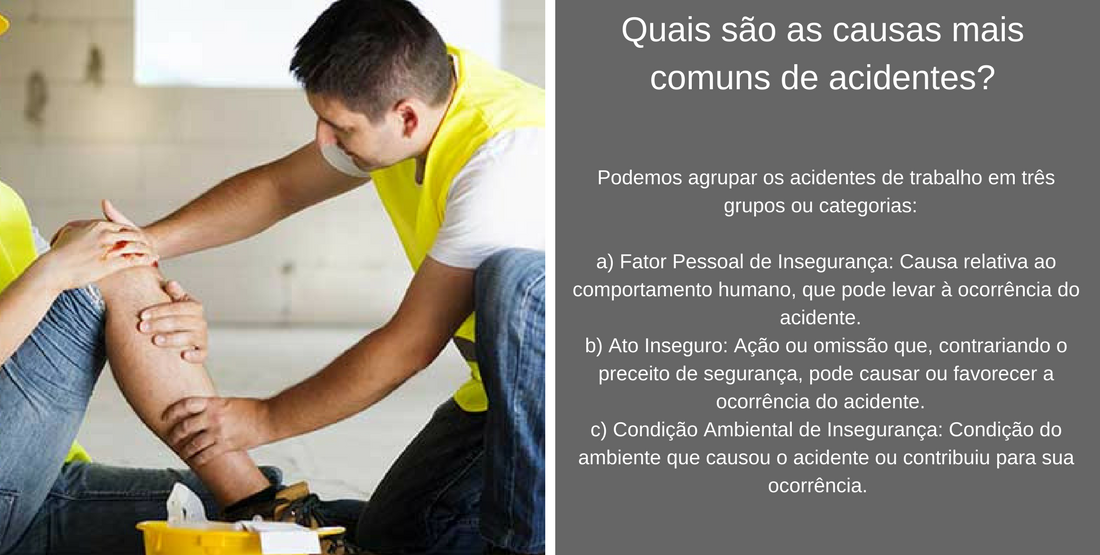 Quais são as causas mais
comuns de acidentes?
Podemos agrupar os acidentes de trabalho em três
grupos ou categorias:
a) Fator Pessoal de Insegurança: Causa relativa ao
comportamento humano, que pode levar à ocorrência do
acidente.
b) Ato Inseguro: Ação ou omissão que, contrariando o
preceito de segurança, pode causar ou favorecer a
ocorrência do acidente.
c) Condição Ambiental de Insegurança: Condição do
ambiente que causou o acidente ou contribuiu para sua
ocorrência.